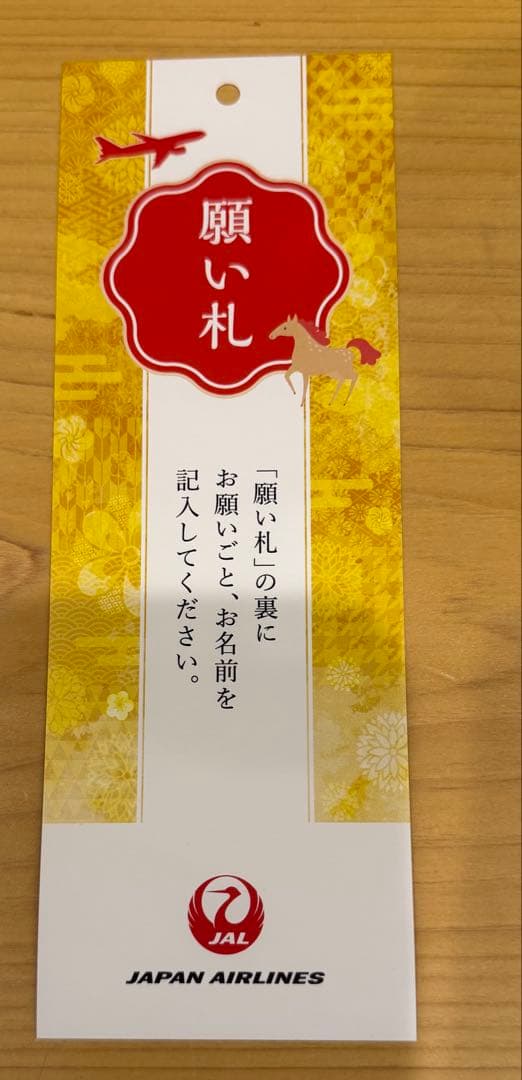 願い札
「願い札」の裏に
お願いごと、お名前を
記入してください。
JAL
JAPAN AIRLINES